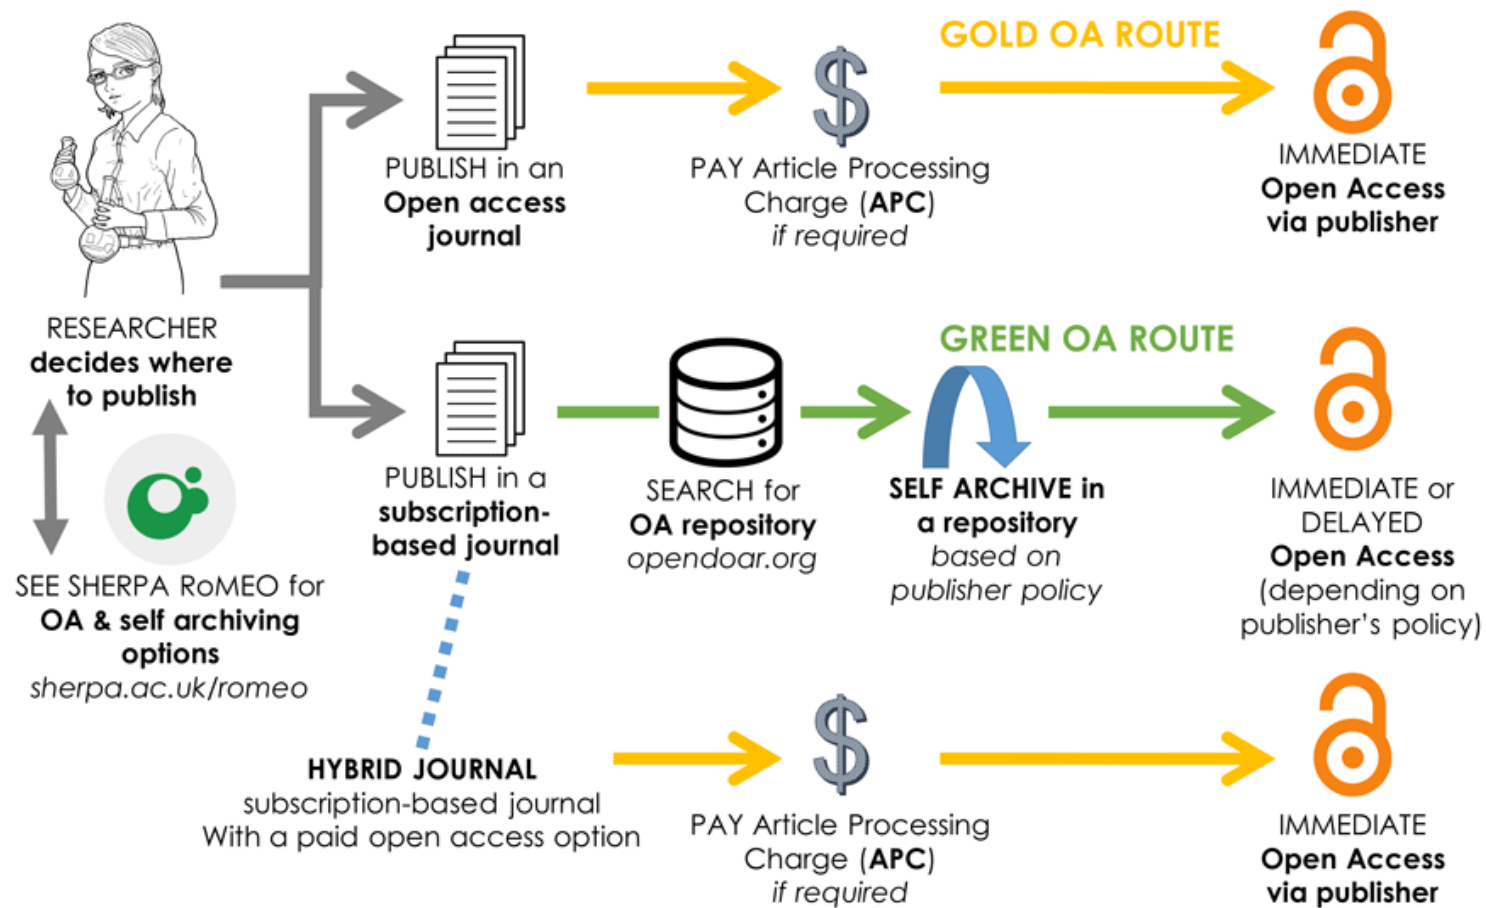 GOLD OA ROUTE
PUBLISH in an
Open access
journal
PAY Article Processing
Charge (APC)
if required
IMMEDIATE
Open Access
via publisher
RESEARCHER
decides where
to publish
GREEN OA ROUTE
PUBLISH in a
subscription-
based journal
SEARCH for
OA repository
opendoar.org
SELF ARCHIVE in
a repository
based on
publisher policy
IMMEDIATE or
DELAYED
Open Access
(depending on
publisher's policy)
SEE SHERPA RoMEO for
OA & self archiving
options
sherpa.ac.uk/romeo
HYBRID JOURNAL
subscription-based journal
With a paid open access option
PAY Article Processing
Charge (APC)
if required
IMMEDIATE
Open Access
via publisher